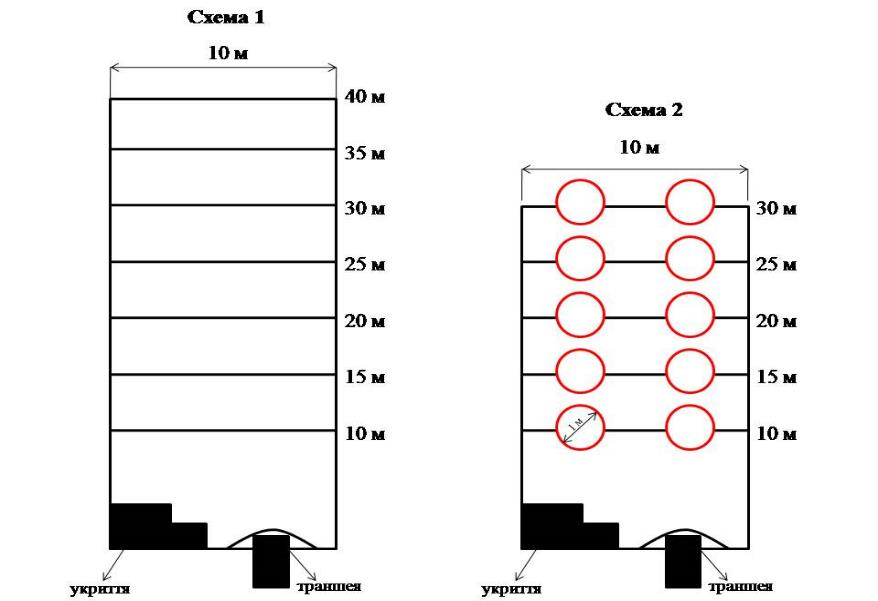 Схема 1
10 м
40 м
35 м
30 м
25 м
20 м
15 м
10 м
укриття
траншея
Схема 2
10 м
30 м
25 м
20 м
15 м
10 м
1 м
укриття
траншея